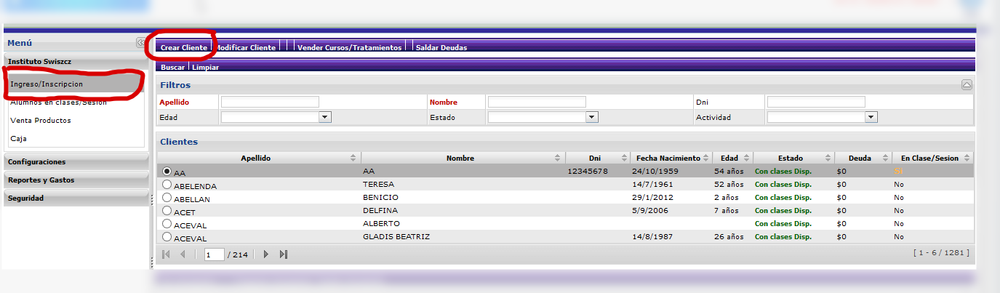 Menú
Instituto Swiszcz
Ingreso/Inscripcion
Alumnos en clases/Sesion
Venta Productos
Caja
Configuraciones
Reportes y Gastos
Seguridad
Crear Cliente Modificar Cliente Vender Cursos/Tratamientos Saldar Deudas
Buscar Limpiar
Filtros
Apellido Nombre Dni
Edad Estado Actividad
Clientes
Apellido Nombre Dni Fecha Nacimiento Edad Estado Deuda En Clase/Sesion
AA AA 12345678 24/10/1959 54 años Con clases Disp. $0 Si
ABELENDA TERESA 14/7/1961 52 años Con clases Disp. $0 No
ABELLAN BENICIO 29/1/2012 2 años Con clases Disp. $0 No
ACET DELFINA 5/9/2006 7 años Con clases Disp. $0 No
ACEVAL ALBERTO Con clases Disp. $0 No
ACEVAL GLADIS BEATRIZ 14/8/1987 26 años Con clases Disp. $0 No
1 / 214 [ 1 - 6 / 1281 ]